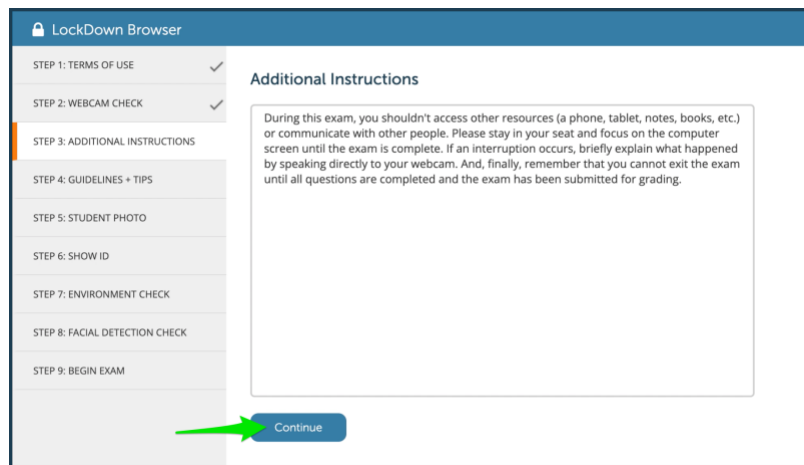 LockDown Browser
STEP 1: TERMS OF USE
STEP 2: WEBCAM CHECK
STEP 3: ADDITIONAL INSTRUCTIONS
STEP 4: GUIDELINES + TIPS
STEP 5: STUDENT PHOTO
STEP 6: SHOW ID
STEP 7: ENVIRONMENT CHECK
STEP 8: FACIAL DETECTION CHECK
STEP 9: BEGIN EXAM
Additional Instructions
During this exam, you shouldn't access other resources (a phone, tablet, notes, books, etc.)
or communicate with other people. Please stay in your seat and focus on the computer
screen until the exam is complete. If an interruption occurs, briefly explain what happened
by speaking directly to your webcam. And, finally, remember that you cannot exit the exam
until all questions are completed and the exam has been submitted for grading.
Continue